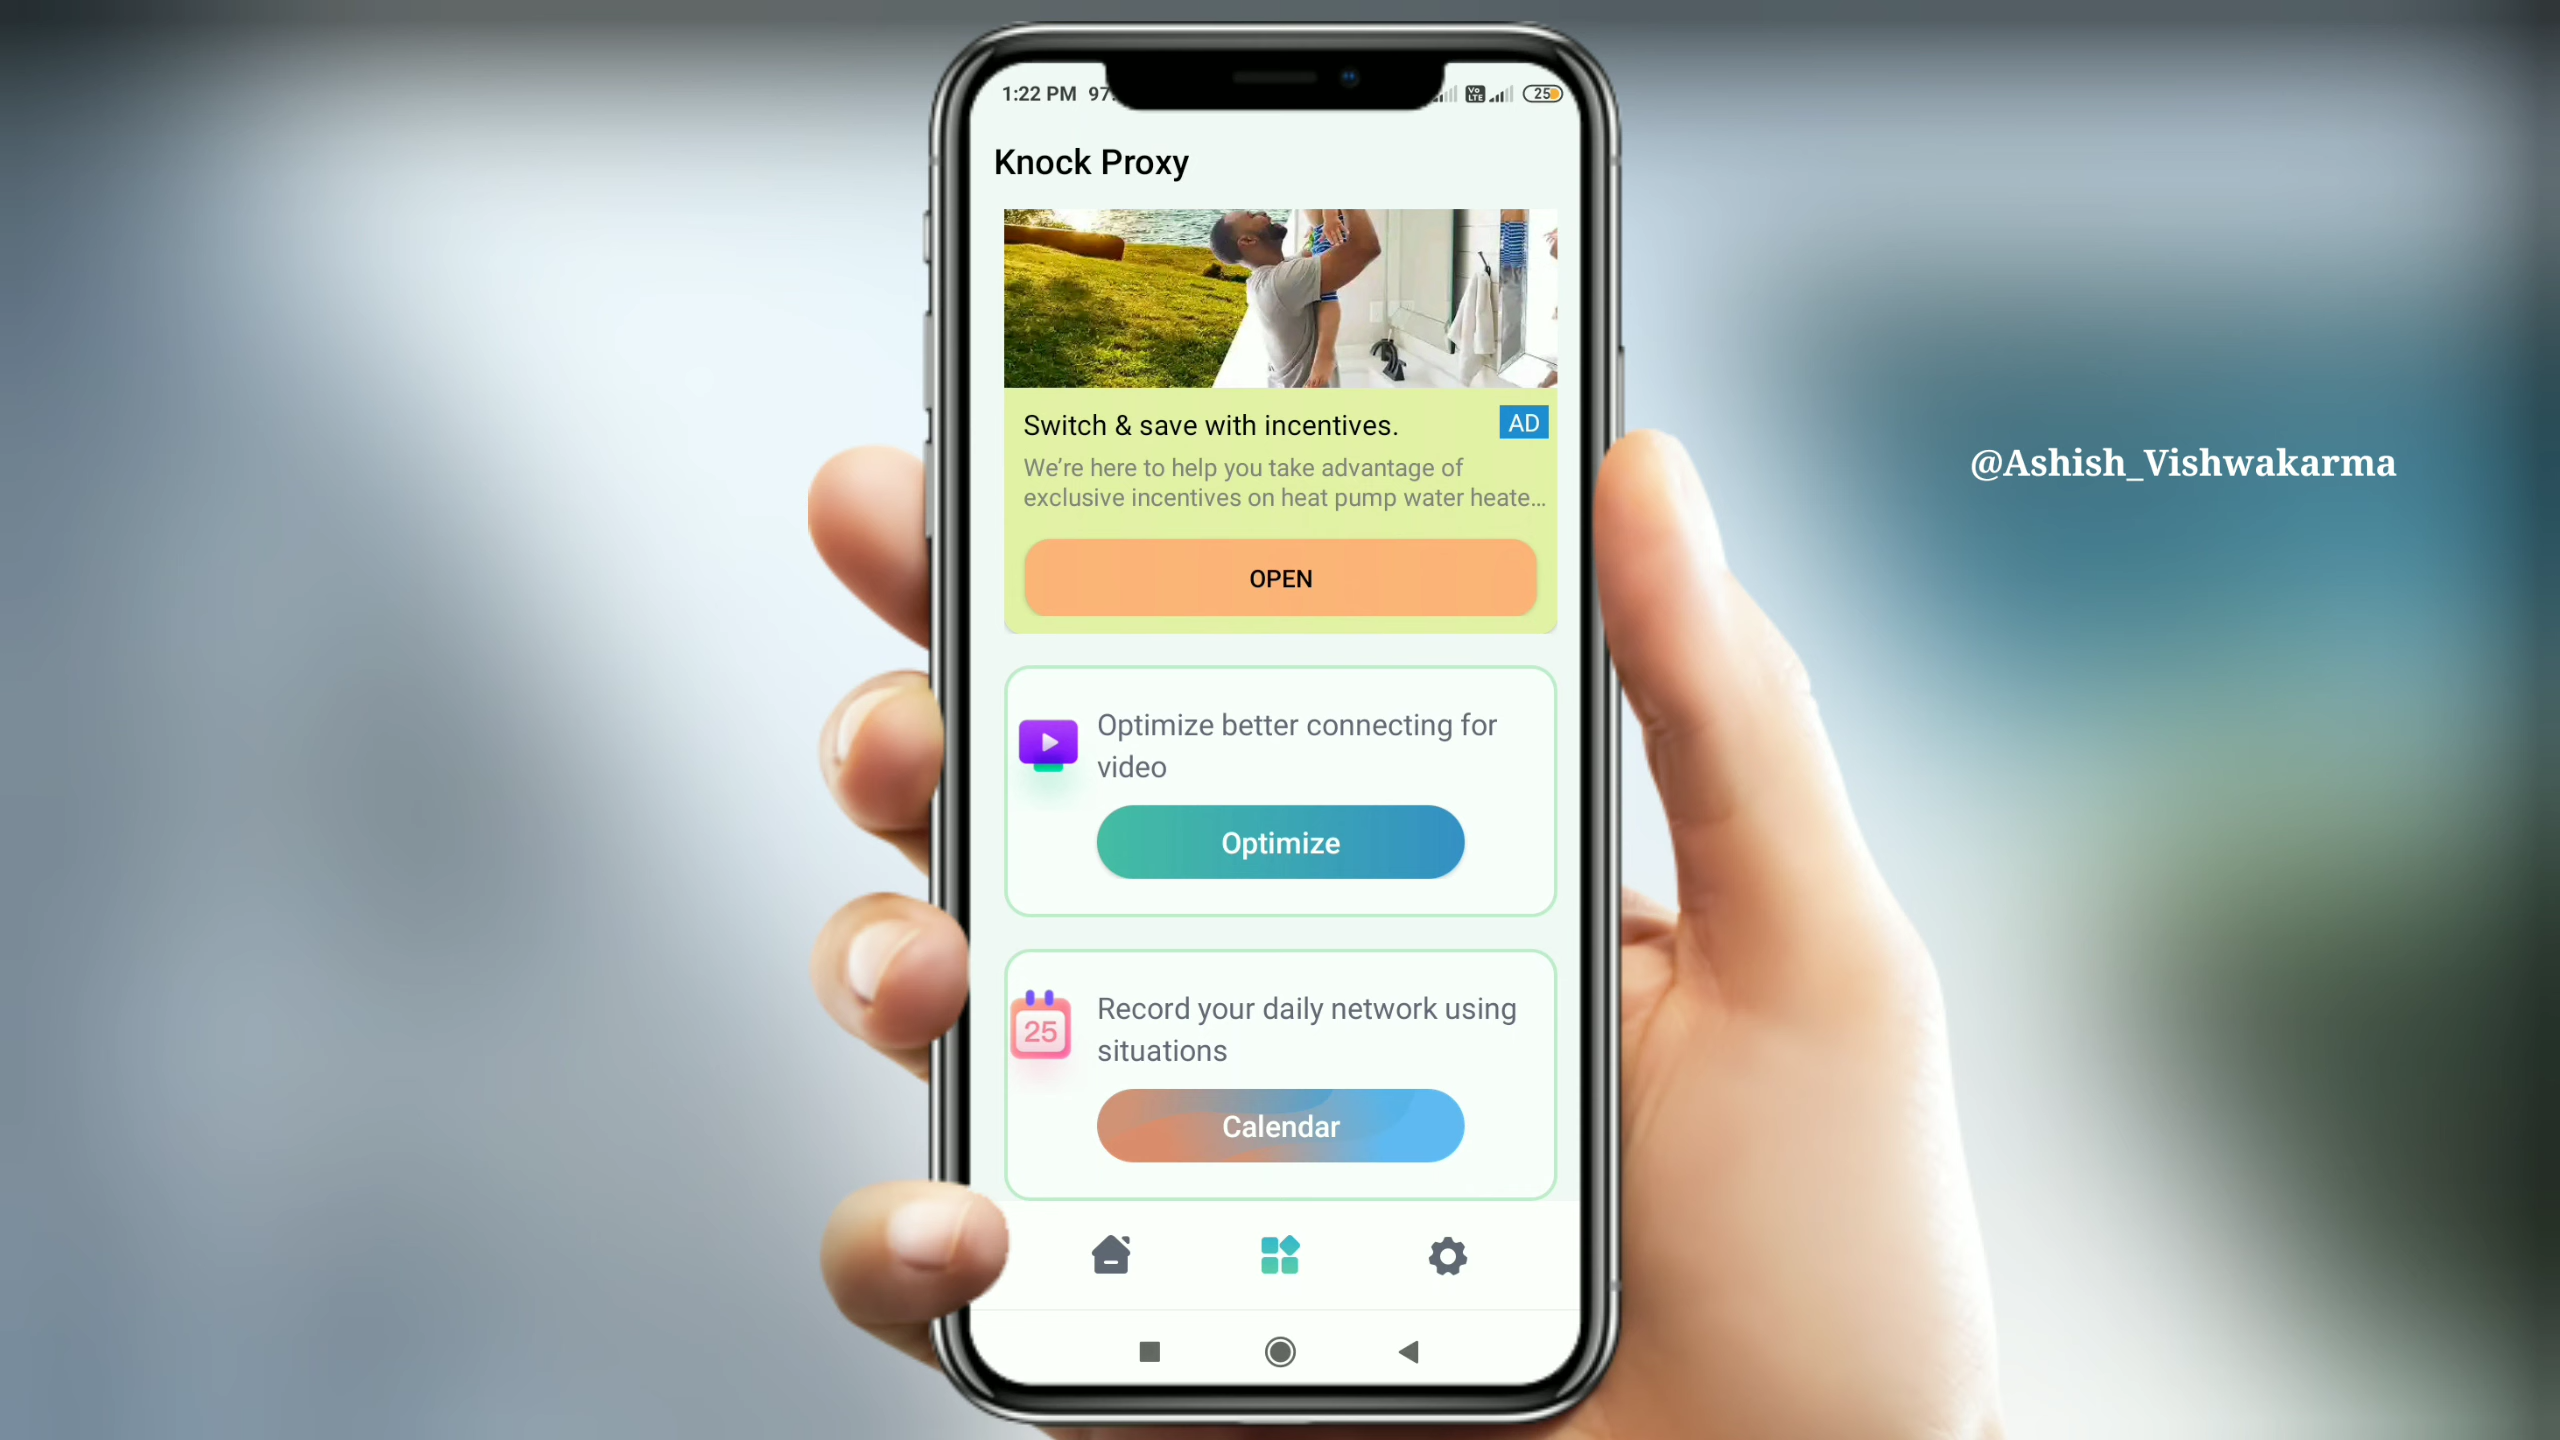 1:22 PM 97.
25
Knock Proxy
Switch & save with incentives.
AD
We’re here to help you take advantage of
exclusive incentives on heat pump water heate...
OPEN
@Ashish_Vishwakarma
Optimize better connecting for
video
Optimize
25
Record your daily network using
situations
Calendar